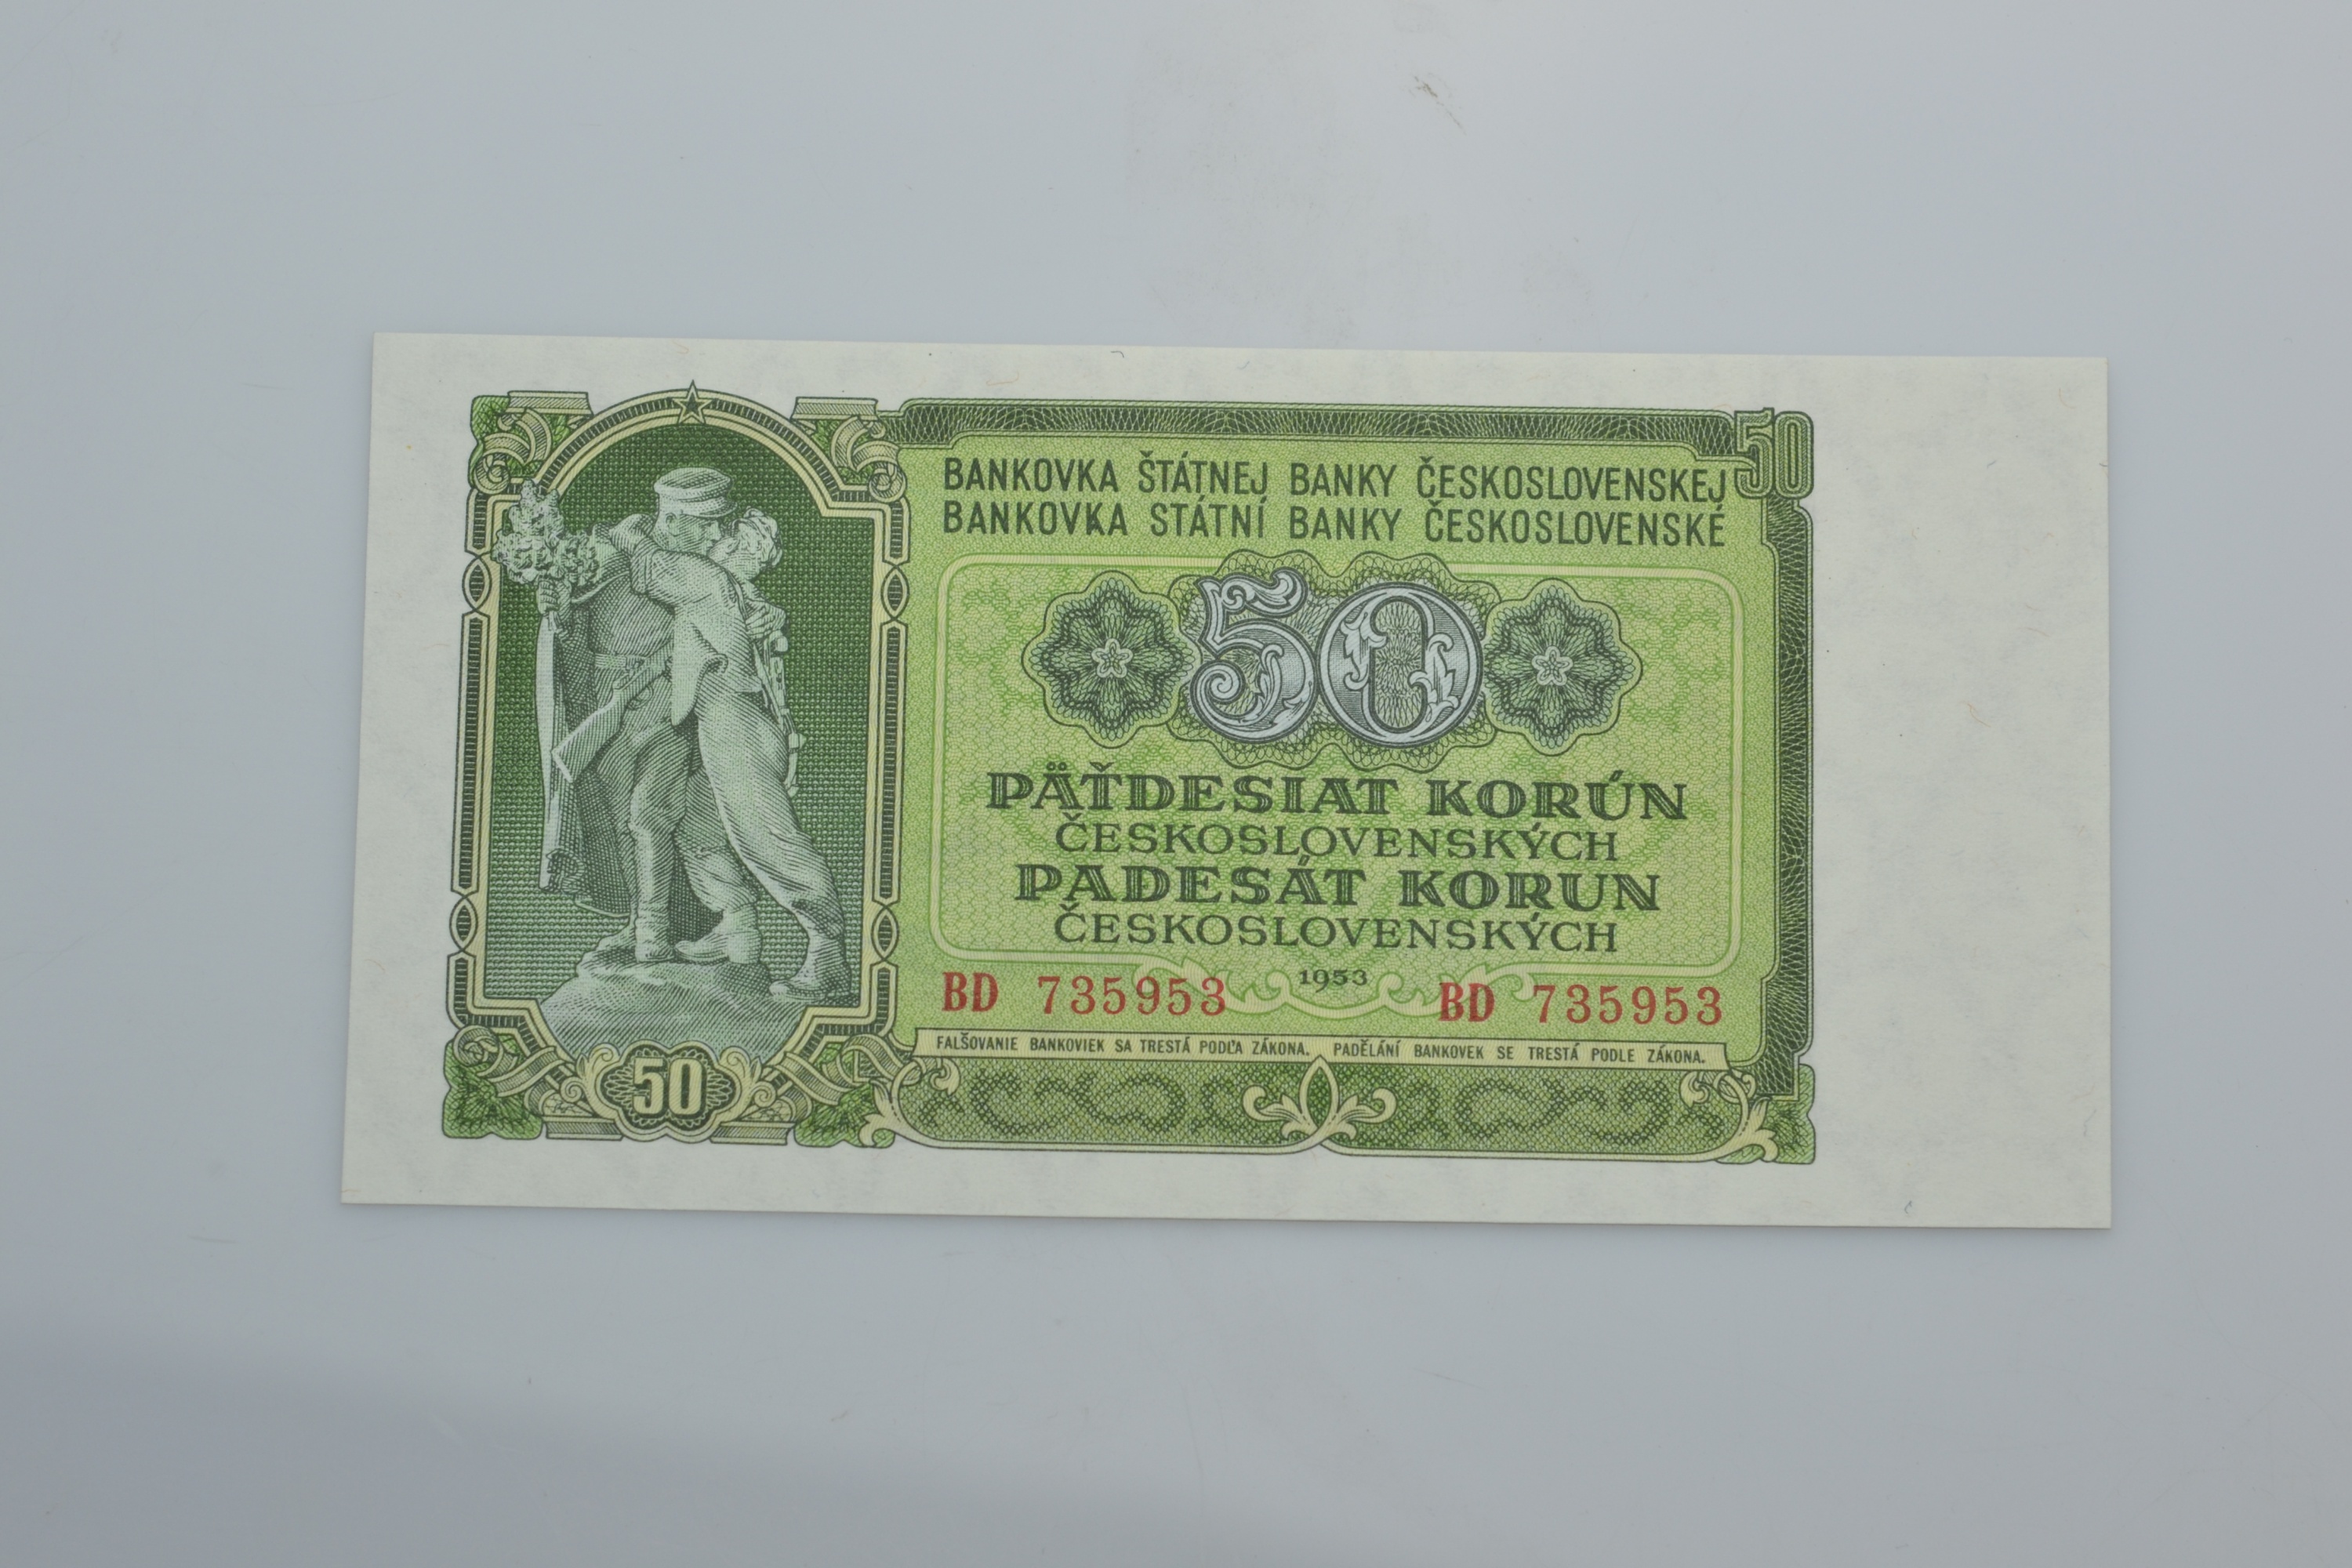 50
BANKOVKA ŠTÁTNEJ BANKY ČESKOSLOVENSKEJ
BANKOVKA STÁTNÍ BANKY ČESKOSLOVENSKÉ
50
PÄŤDESIAT KORÚN
ČESKOSLOVENSKÝCH
PADESÁT KORUN
ČESKOSLOVENSKÝCH
1953
BD 735953 BD 735953
FALŠOVANIE BANKOVIEK SA TRESTÁ PODĽA ZÁKONA. PADĚLÁNÍ BANKOVEK SE TRESTÁ PODLE ZÁKONA.
50